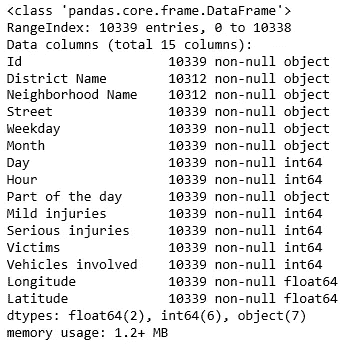 <class 'pandas.core.frame.DataFrame'>
RangeIndex: 10339 entries, 0 to 10338
Data columns (total 15 columns):
Id                    10339 non-null object
District Name         10312 non-null object
Neighborhood Name     10312 non-null object
Street                10339 non-null object
Weekday               10339 non-null object
Month                 10339 non-null object
Day                   10339 non-null int64
Hour                  10339 non-null int64
Part of the day       10339 non-null object
Mild injuries         10339 non-null int64
Serious injuries      10339 non-null int64
Victims               10339 non-null int64
Vehicles involved     10339 non-null int64
Longitude             10339 non-null float64
Latitude              10339 non-null float64
dtypes: float64(2), int64(6), object(7)
memory usage: 1.2+ MB